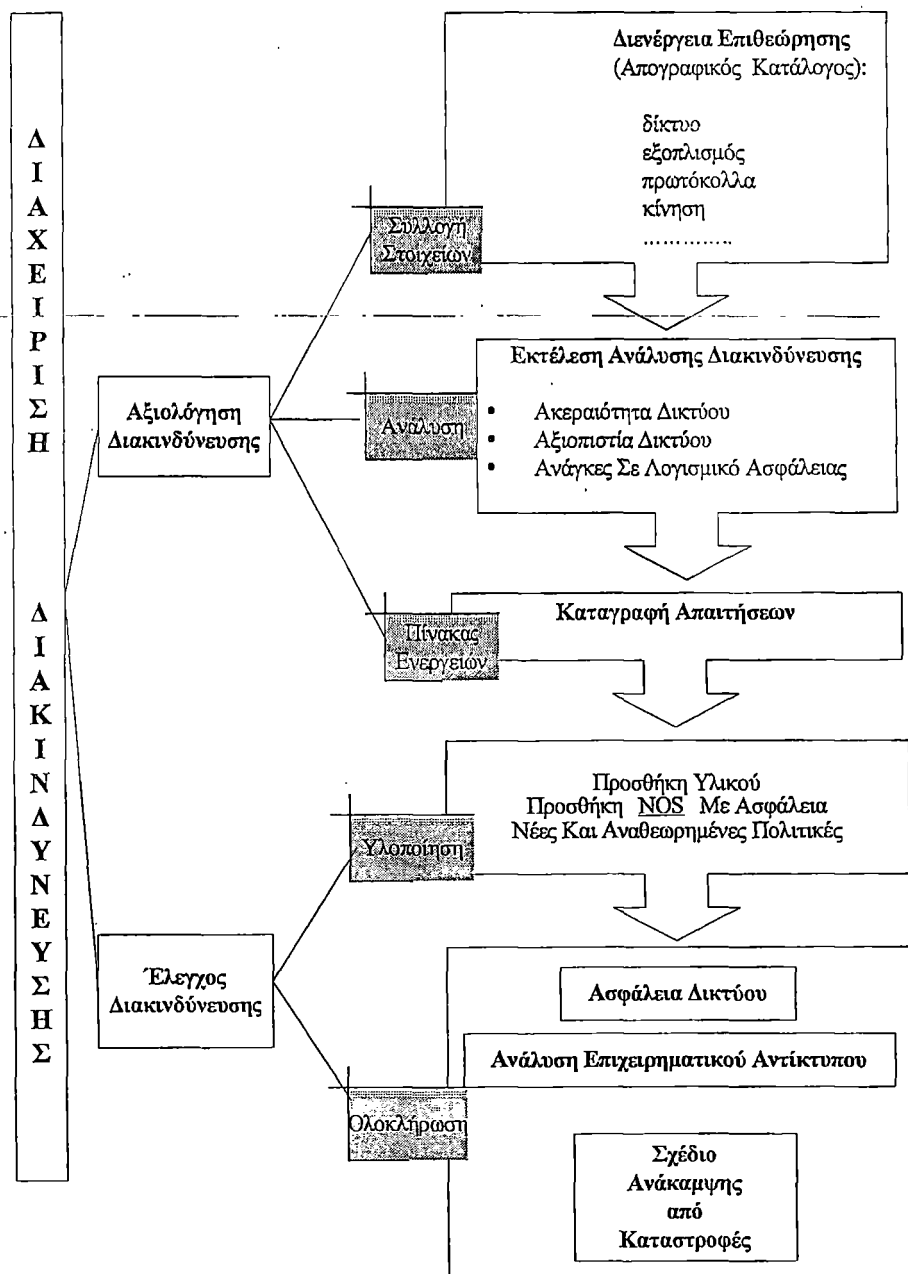 ΔΙΑΧΕΙΡΙΣΗ ΔΙΑΚΙΝΔΥΝΕΥΣΗΣ
Διενέργεια Επιθεώρησης
(Απογραφικός Κατάλογος):
δίκτυο
εξοπλισμός
πρωτόκολλα
κίνηση
..............
Συλλογή
Στοιχείων
Αξιολόγηση
Διακινδύνευσης
Εκτέλεση Ανάλυσης Διακινδύνευσης
Ανάλυση
• Ακεραιότητα Δικτύου
• Αξιοπιστία Δικτύου
• Ανάγκες Σε Λογισμικό Ασφάλειας
Καταγραφή Απαιτήσεων
Πίνακας
Ενεργειών
Προσθήκη Υλικού
Προσθήκη NOS Με Ασφάλεια
Νέες Και Αναθεωρημένες Πολιτικές
Υλοποίηση
Έλεγχος
Διακινδύνευσης
Ασφάλεια Δικτύου
Ανάλυση Επιχειρηματικού Αντίκτυπου
Ολοκλήρωση
Σχέδιο
Ανάκαμψης
από
Καταστροφές